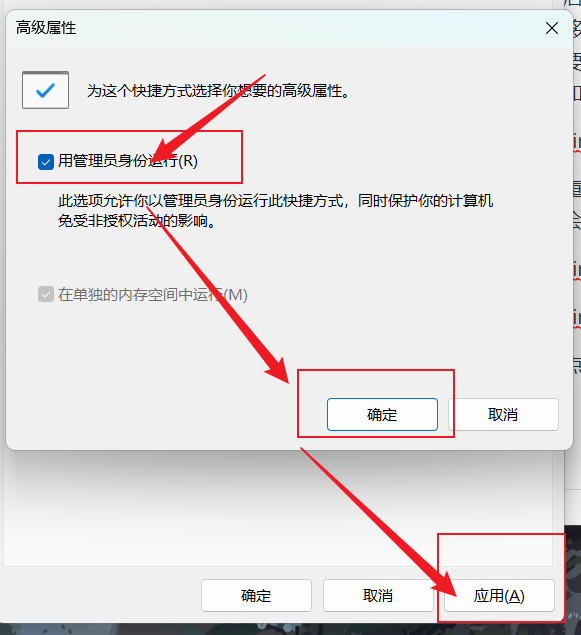 高级属性
为这个快捷方式选择你想要的高级属性。
用管理员身份运行(R)
此选项允许你以管理员身份运行此快捷方式，同时保护你的计算机
免受非授权活动的影响。
在单独的内存空间中运行(M)
确定
取消
确定
取消
应用(A)